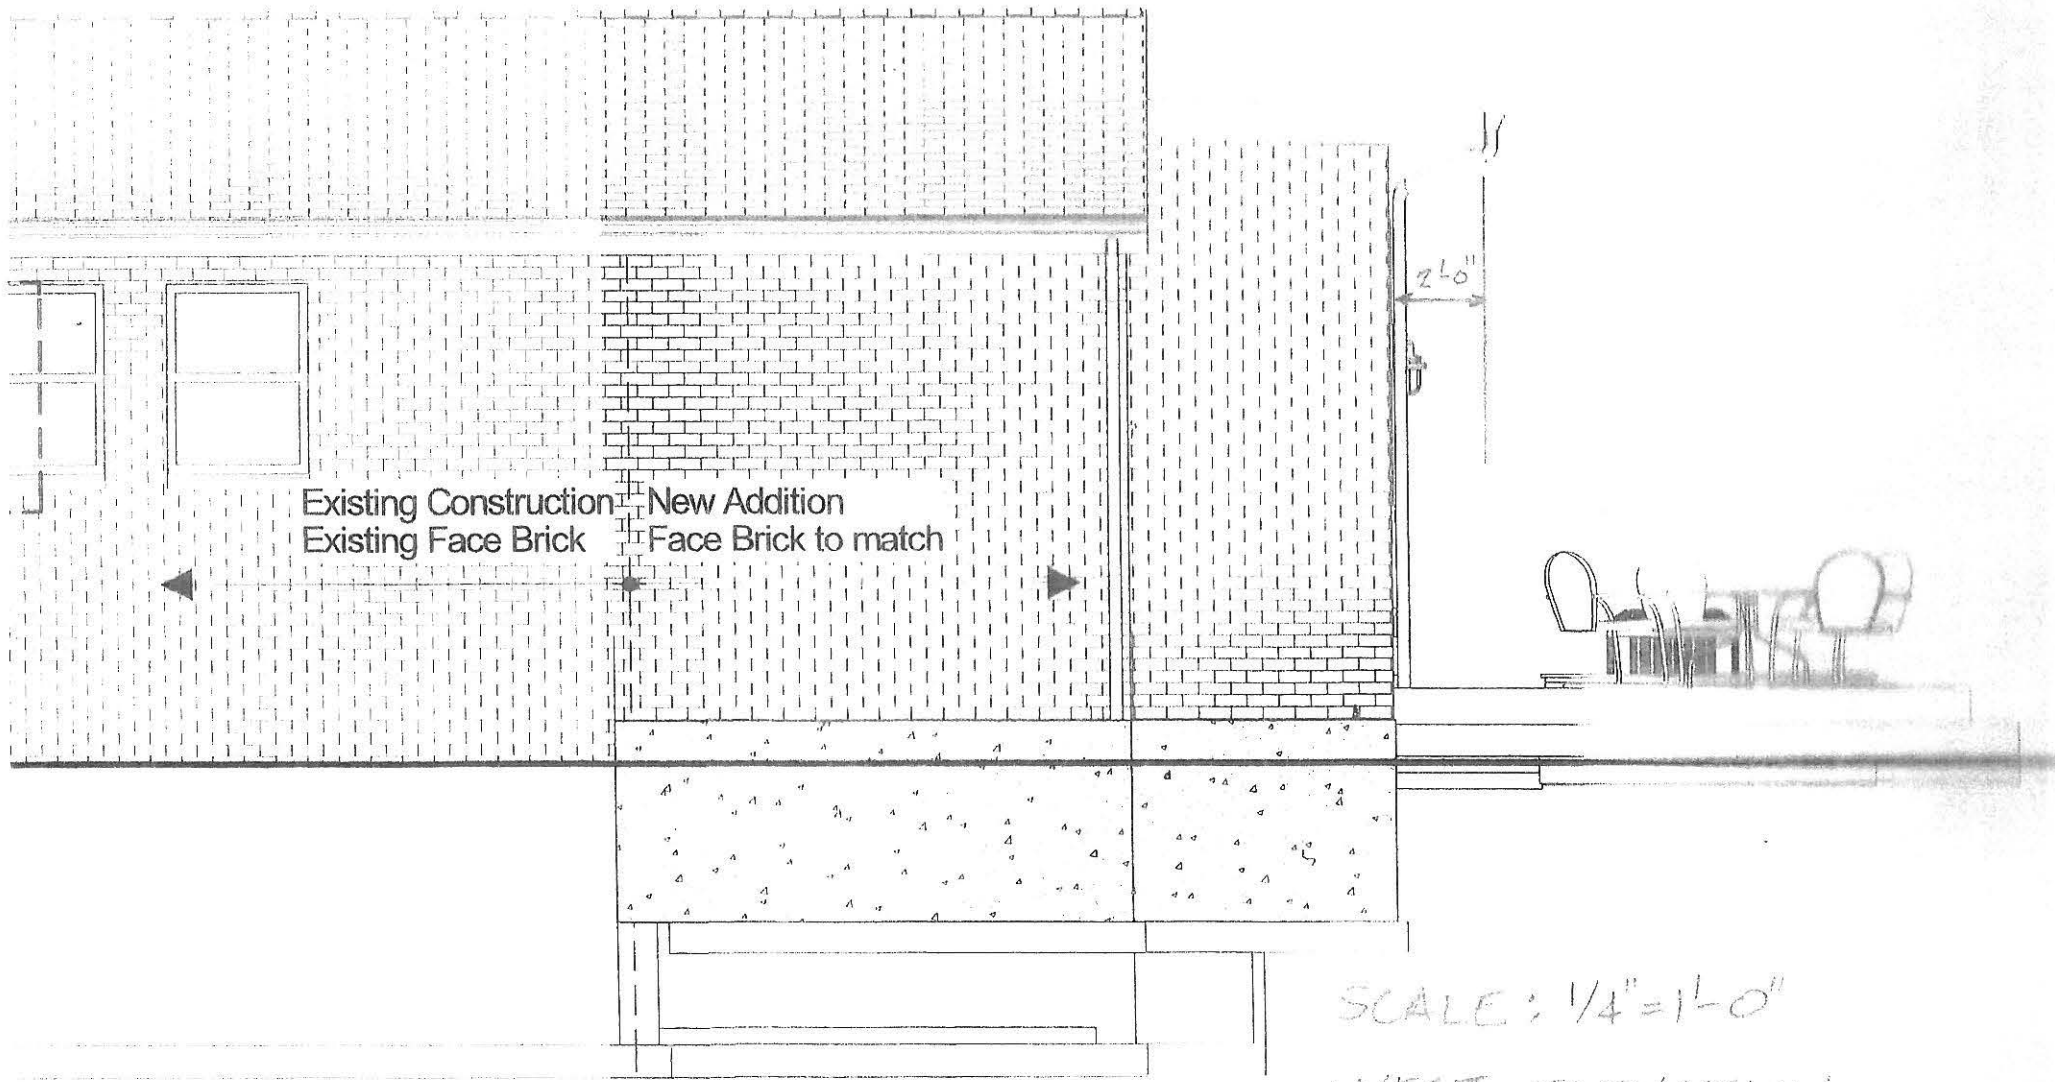 2'-0"
Existing Construction
Existing Face Brick
New Addition
Face Brick to match
SCALE: 1/4"=1'-0"